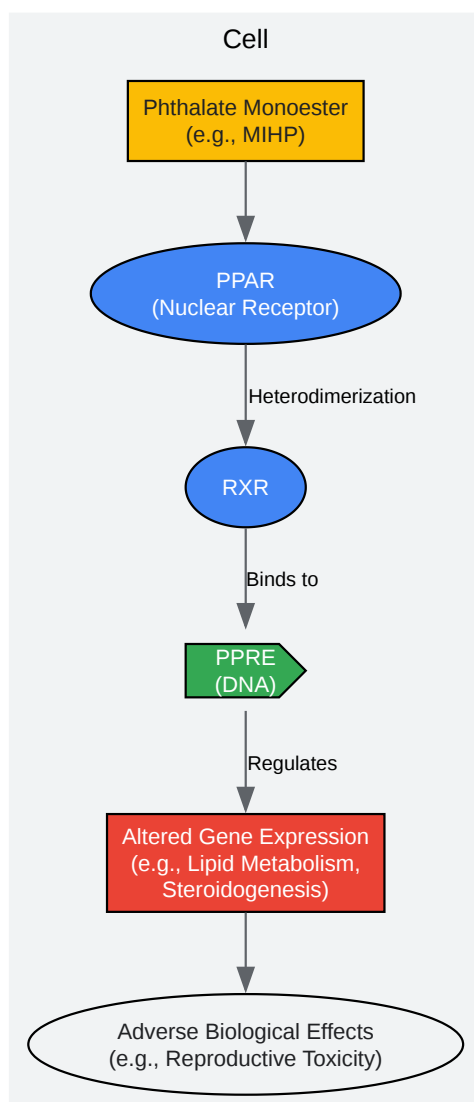 Cell
Phthalate Monoester
(e.g., MIHP)
PPAR
(Nuclear Receptor)
Heterodimerization
RXR
Binds to
PPRE
(DNA)
Regulates
Altered Gene Expression
(e.g., Lipid Metabolism,
Steroidogenesis)
Adverse Biological Effects
(e.g., Reproductive Toxicity)